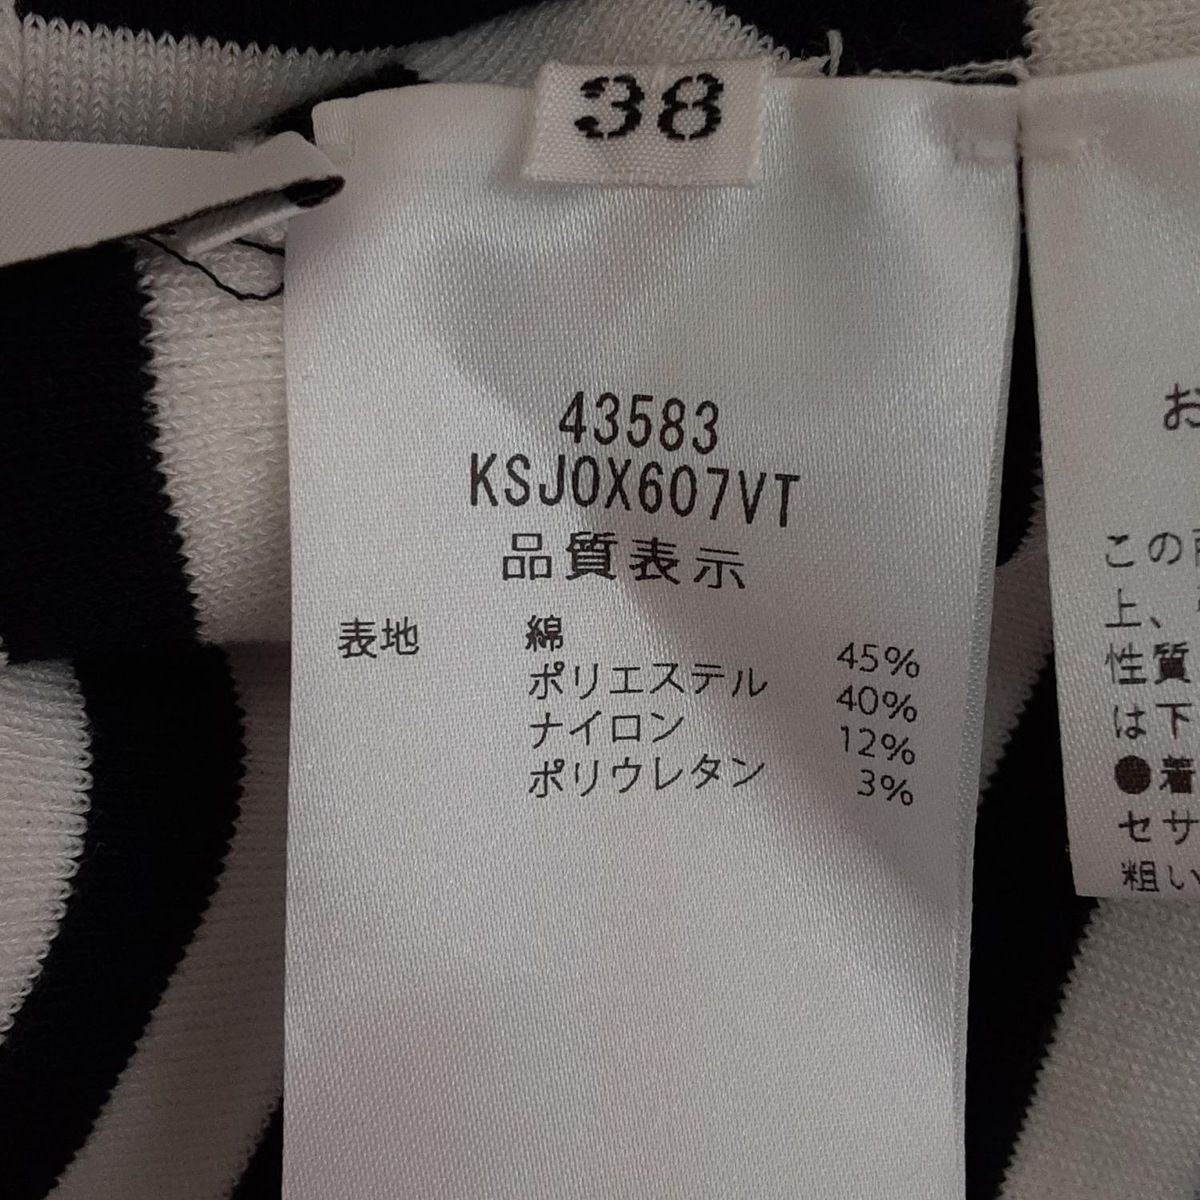 38
43583
KSJOX607VT
品質表示
表地 綿 45%
ポリエステル 40%
ナイロン 12%
ポリウレタン 3%
お
この
上、
性質
は下
●着
セサ
粗い